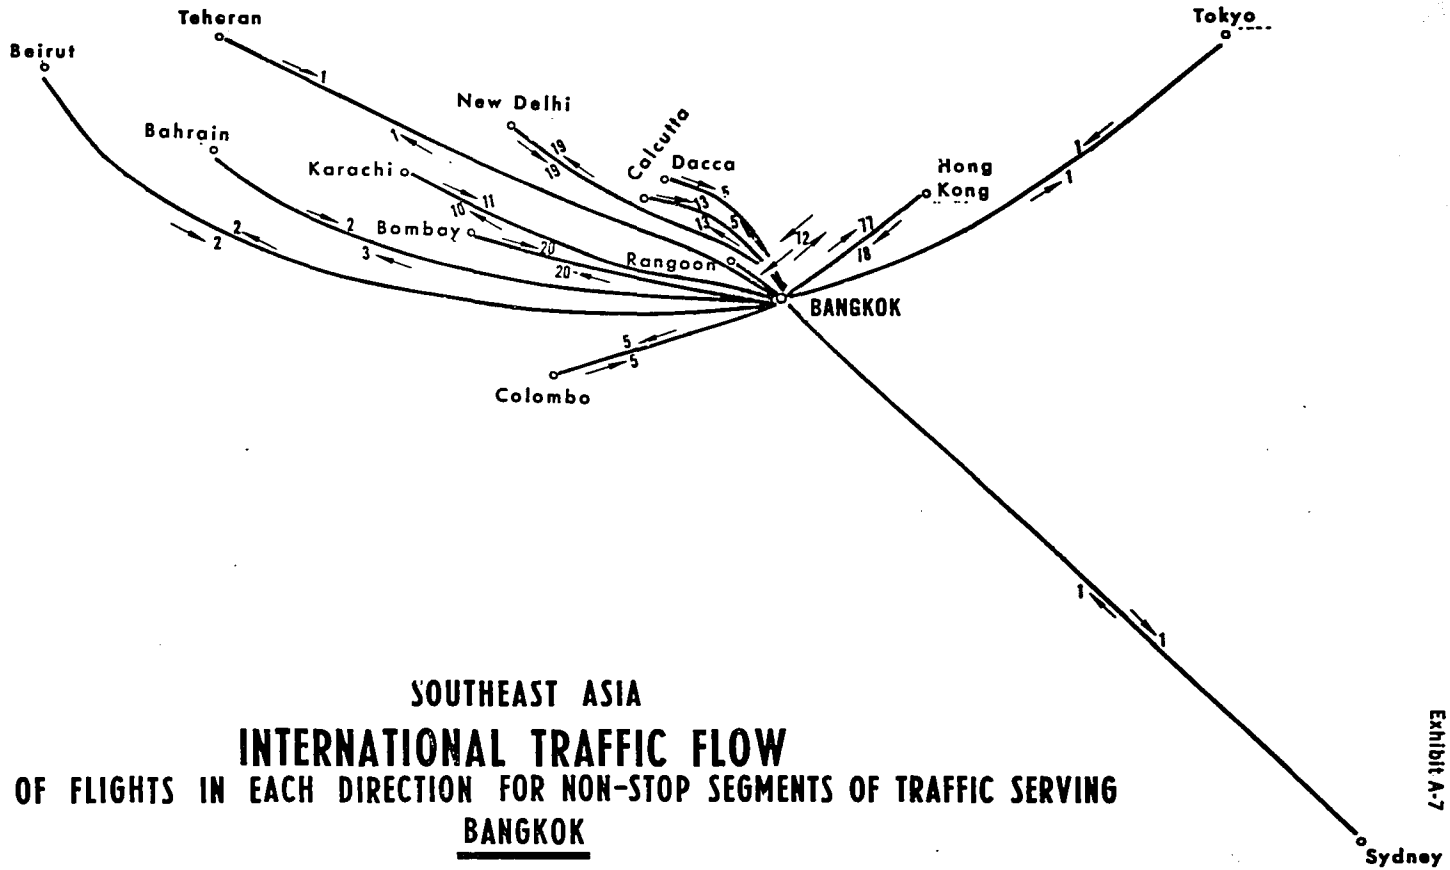 Teheran
Tokyo
Beirut
1
New Delhi
Calcutta
Bahrain
1
19
1
Dacca
Hong
Kong
Karachi
19
5
1
11
13
10
2
2
Bombay
13
5
77
2
3
20
12
78
Rangoon
20
BANGKOK
5
5
Colombo
1
1
SOUTHEAST ASIA
INTERNATIONAL TRAFFIC FLOW
OF FLIGHTS IN EACH DIRECTION FOR NON-STOP SEGMENTS OF TRAFFIC SERVING
BANGKOK
Sydney
Exhibit A-7